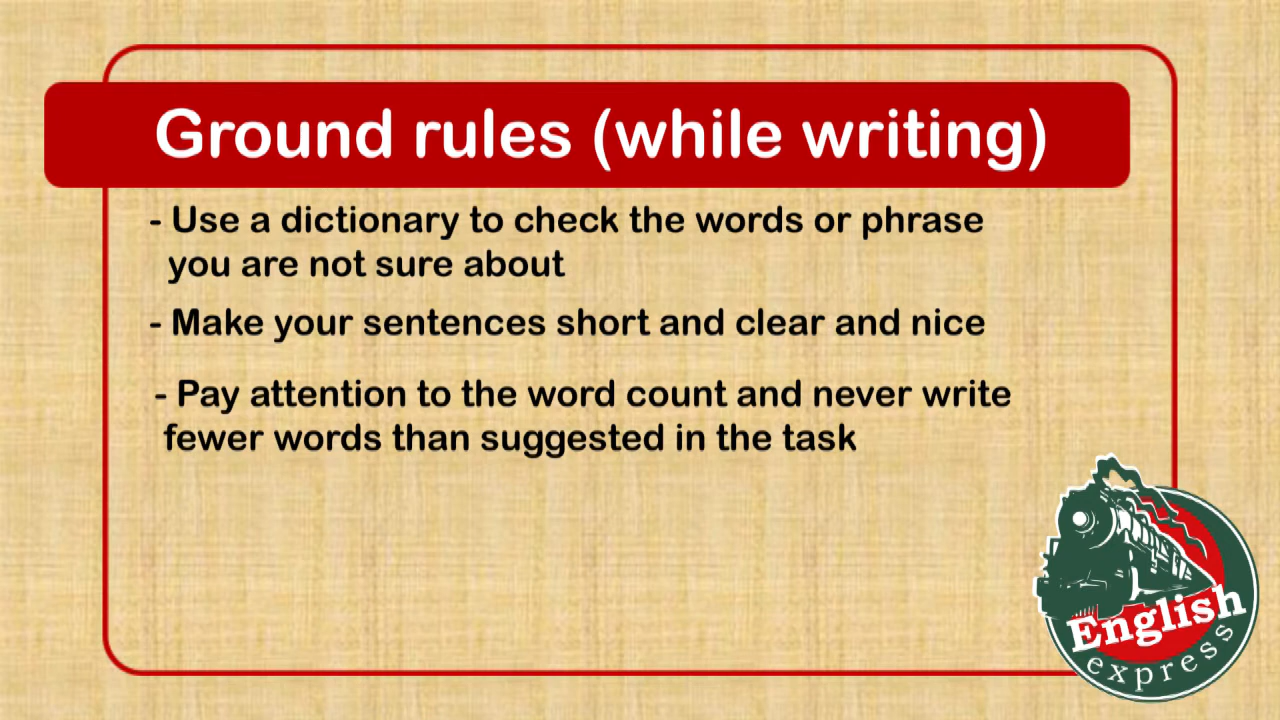 Ground rules (while writing)
- Use a dictionary to check the words or phrase
you are not sure about
- Make your sentences short and clear and nice
- Pay attention to the word count and never write
fewer words than suggested in the task
English
express